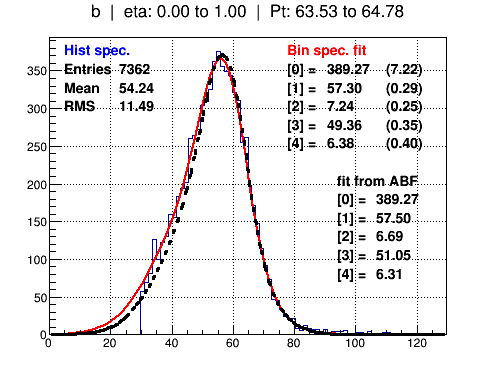 b | eta: 0.00 to 1.00 | Pt: 63.53 to 64.78
Hist spec.
Entries 7362
Mean 54.24
RMS 11.49
Bin spec. fit
[0] = 389.27 (7.22)
[1] = 57.30 (0.29)
[2] = 7.24 (0.25)
[3] = 49.36 (0.35)
[4] = 6.38 (0.40)
fit from ABF
[0] = 389.27
[1] = 57.50
[2] = 6.69
[3] = 51.05
[4] = 6.31
350
300
250
200
150
100
50
0
0 20 40 60 80 100 120